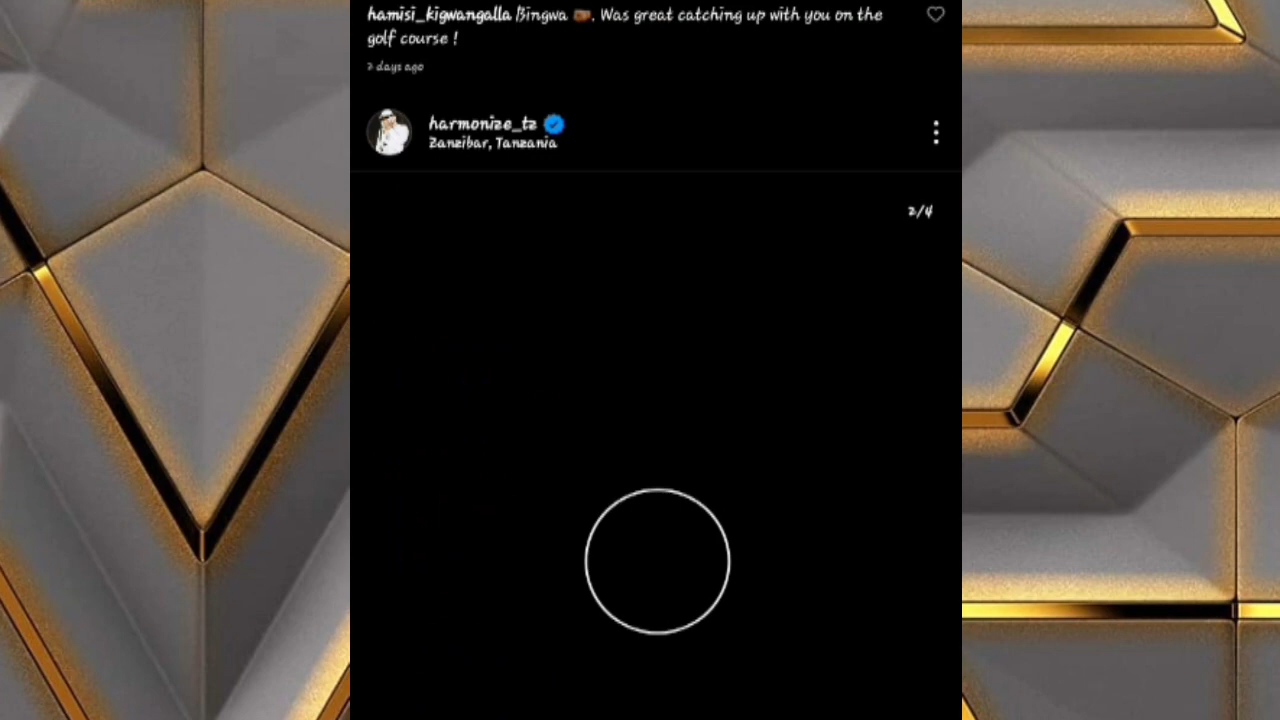 hamisi_kigwangalla Bingwa. Was great catching up with you on the
golf course !
3 days ago
harmonize_tz
Zanzibar, Tanzania
2/4